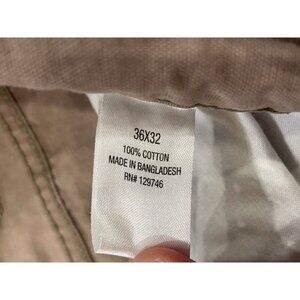 36X32
100% COTTON
MADE IN BANGLADESH
RN# 129746